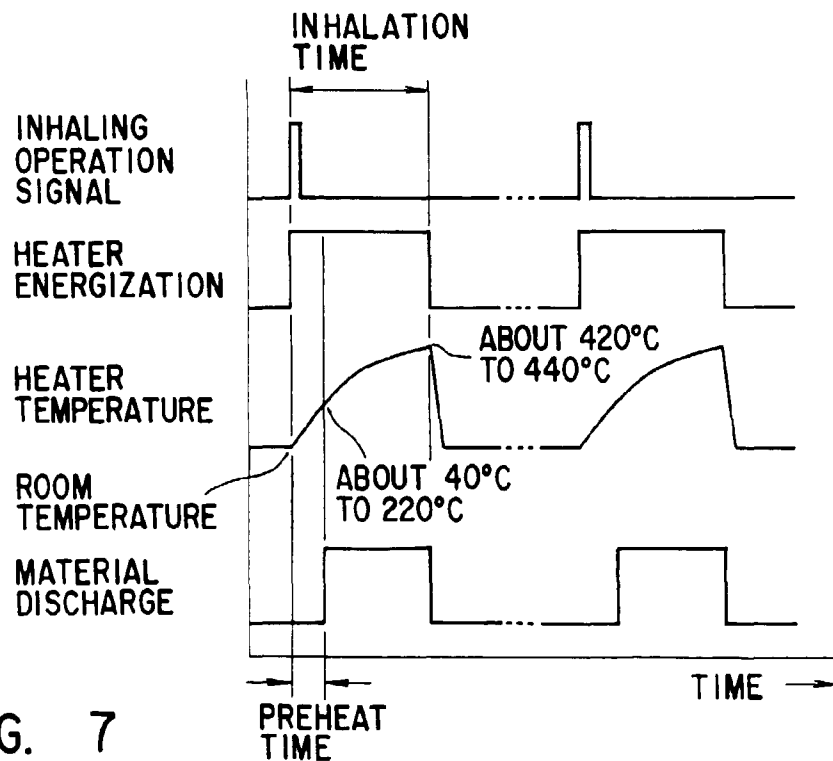 INHALATION
TIME
INHALING
OPERATION
SIGNAL
HEATER
ENERGIZATION
ABOUT 420°C
TO 440°C
HEATER
TEMPERATURE
ROOM
TEMPERATURE
ABOUT 40°C
TO 220°C
MATERIAL
DISCHARGE
TIME
PREHEAT
TIME
G. 7